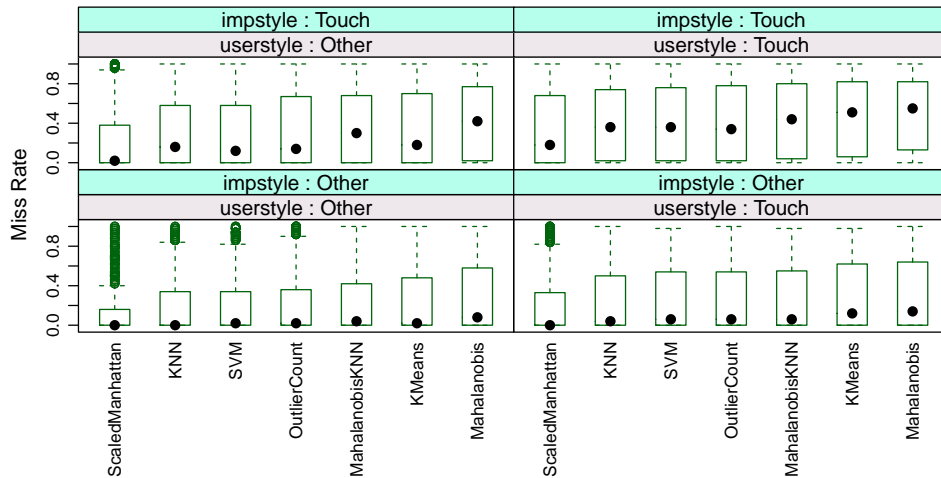 impstyle : Touch
impstyle : Touch
userstyle : Other
userstyle : Touch
0.8
0.4
0.0
impstyle : Other
impstyle : Other
userstyle : Other
userstyle : Touch
0.8
0.4
0.0
Miss Rate
ScaledManhattan
KNN
SVM
OutlierCount
MahalanobisKNN
KMeans
Mahalanobis
ScaledManhattan
KNN
SVM
OutlierCount
MahalanobisKNN
KMeans
Mahalanobis